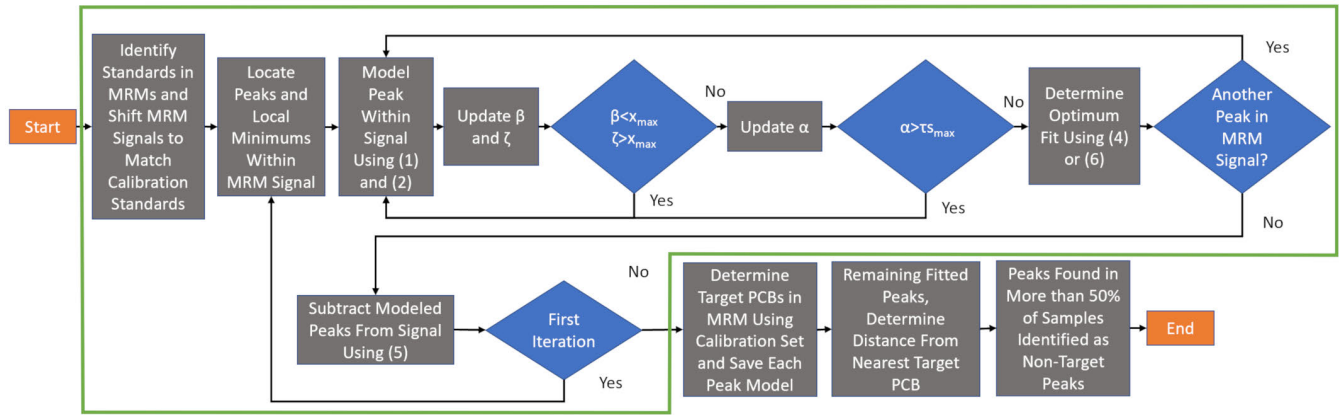 Start
Identify
Standards in
MRMs and
Shift MRM
Signals to
Match
Calibration
Standards
Locate
Peaks and
Local
Minimums
Within
MRM Signal
Model
Peak
Within
Signal
Using (1)
and (2)
Update β
and ζ
β<x_max
ζ>x_max
No
Yes
Update α
α>τs_max
No
Yes
Determine
Optimum
Fit Using (4)
or (6)
Another
Peak in
MRM
Signal?
Yes
No
Subtract Modeled
Peaks From Signal
Using (5)
First
Iteration
No
Yes
Determine
Target PCBs in
MRM Using
Calibration Set
and Save Each
Peak Model
Remaining Fitted
Peaks,
Determine
Distance From
Nearest Target
PCB
Peaks Found in
More than 50%
of Samples
Identified as
Non-Target
Peaks
End